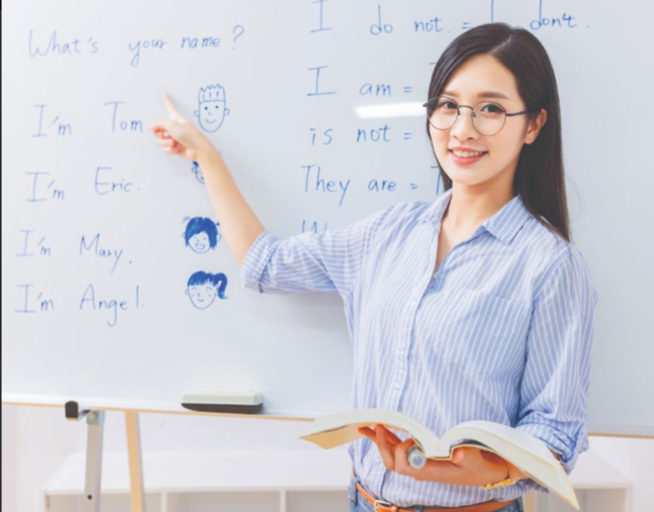 What's your name?
I'm Tom
I'm Eric.
I'm Mary.
I'm Angel.
I do not = I don't.
I am =
is not =
They are =